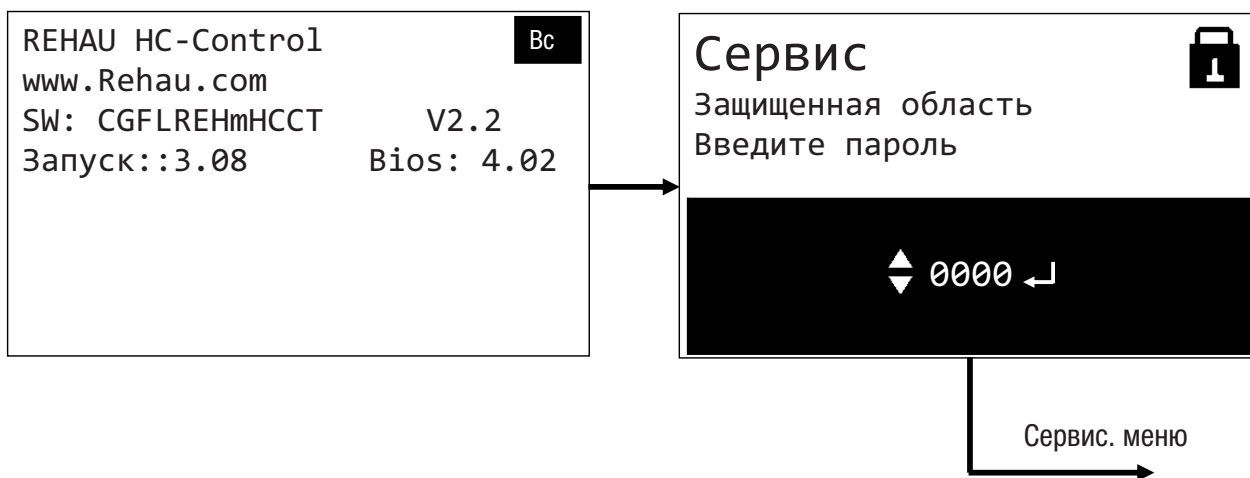 REHAU HC-Control
Вс
www.Rehau.com
SW: CGFLREHmHCCT V2.2
Запуск::3.08 Bios: 4.02
Сервис
Защищенная область
Введите пароль
0000
Сервис. меню